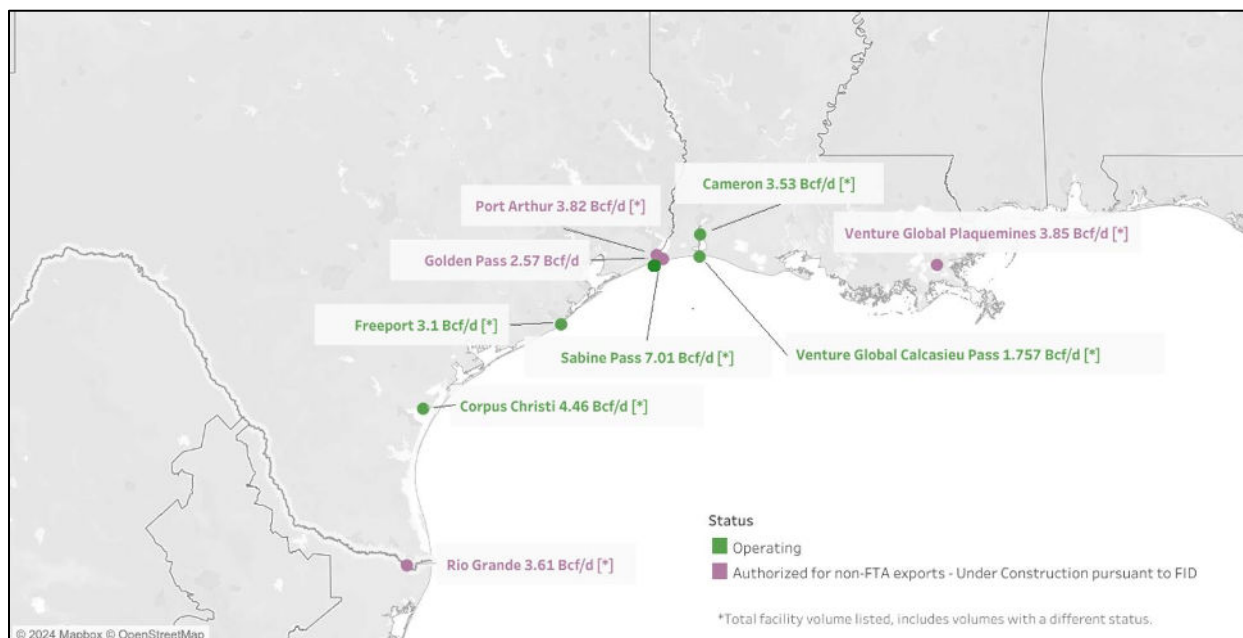 Cameron 3.53 Bcf/d [*]
Port Arthur 3.82 Bcf/d [*]
Venture Global Plaquemines 3.85 Bcf/d [*]
Golden Pass 2.57 Bcf/d
Freeport 3.1 Bcf/d [*]
Sabine Pass 7.01 Bcf/d [*]
Venture Global Calcasieu Pass 1.757 Bcf/d [*]
Corpus Christi 4.46 Bcf/d [*]
Rio Grande 3.61 Bcf/d [*]
Status
Operating
Authorized for non-FTA exports - Under Construction pursuant to FID
*Total facility volume listed, includes volumes with a different status.
© 2024 Mapbox © OpenStreetMap